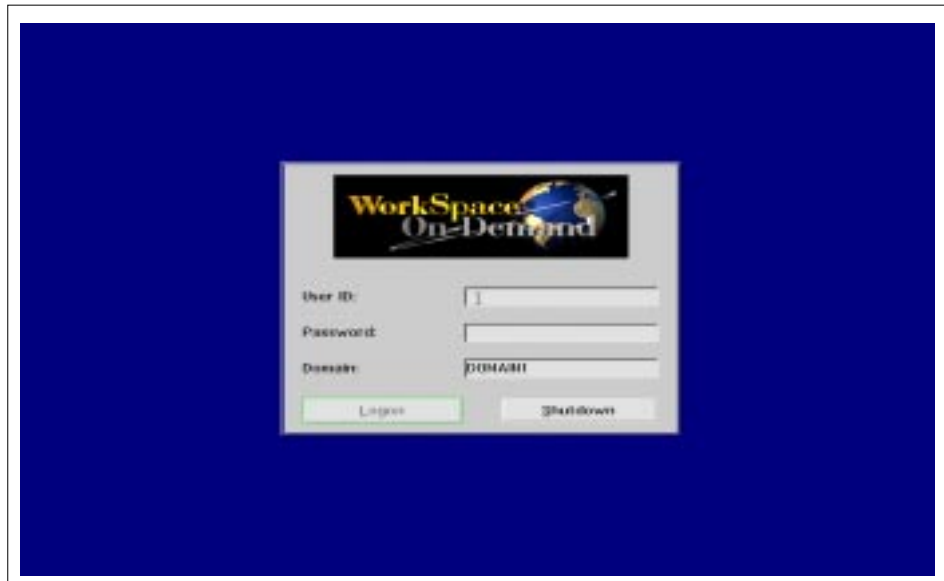 WorkSpace
On-Demand
User ID:
Password:
Domain: DOMAIN1
Logon Shutdown